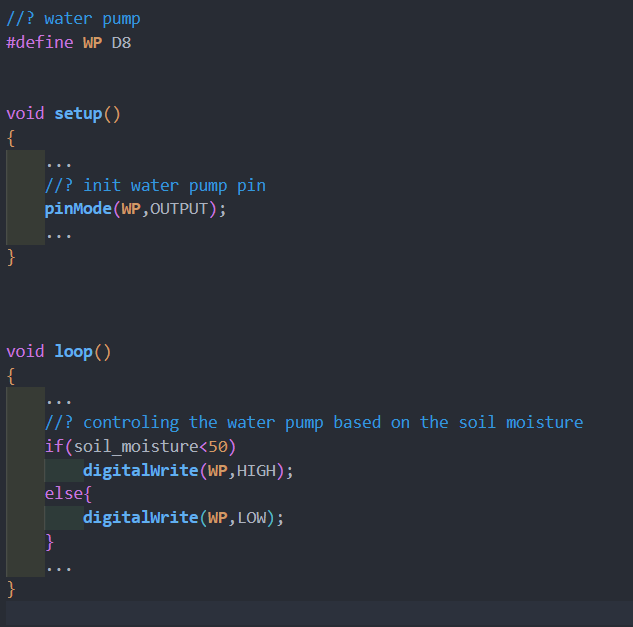 //? water pump
#define WP D8
void setup()
{
...
//? init water pump pin
pinMode(WP,OUTPUT);
...
}
void loop()
{
...
//? controling the water pump based on the soil moisture
if(soil_moisture<50)
digitalWrite(WP,HIGH);
else{
digitalWrite(WP,LOW);
}
...
}